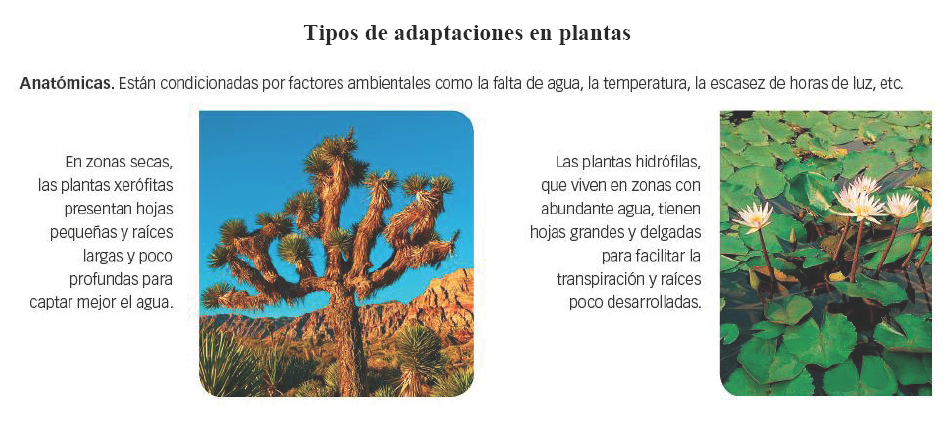 Tipos de adaptaciones en plantas
Anatómicas. Están condicionadas por factores ambientales como la falta de agua, la temperatura, la escasez de horas de luz, etc.
En zonas secas,
las plantas xerófitas
presentan hojas
pequeñas y raíces
largas y poco
profundas para
captar mejor el agua.
Las plantas hidrófilas,
que viven en zonas con
abundante agua, tienen
hojas grandes y delgadas
para facilitar la
transpiración y raíces
poco desarrolladas.